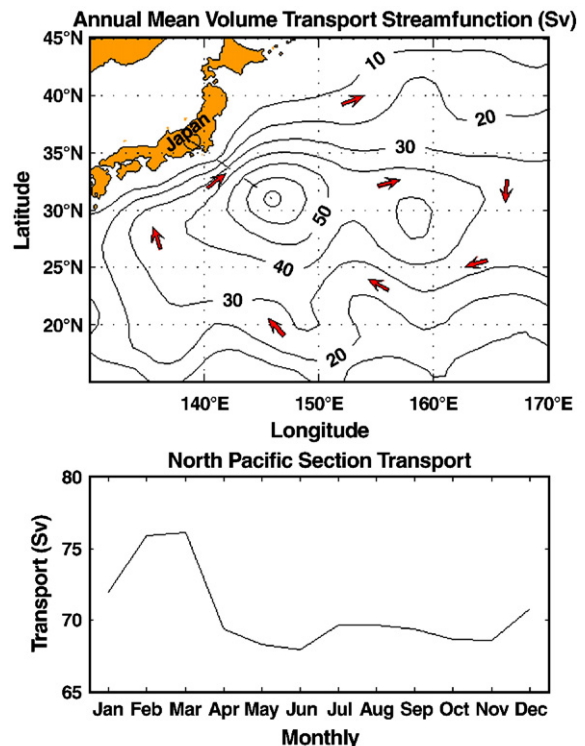 Annual Mean Volume Transport Streamfunction (Sv)
45°N
40°N
35°N
30°N
25°N
20°N
Latitude
Japan
10
20
30
50
40
30
20
140°E
150°E
160°E
170°E
Longitude
North Pacific Section Transport
80
75
70
65
Transport (Sv)
Jan Feb Mar Apr May Jun Jul Aug Sep Oct Nov Dec
Monthly